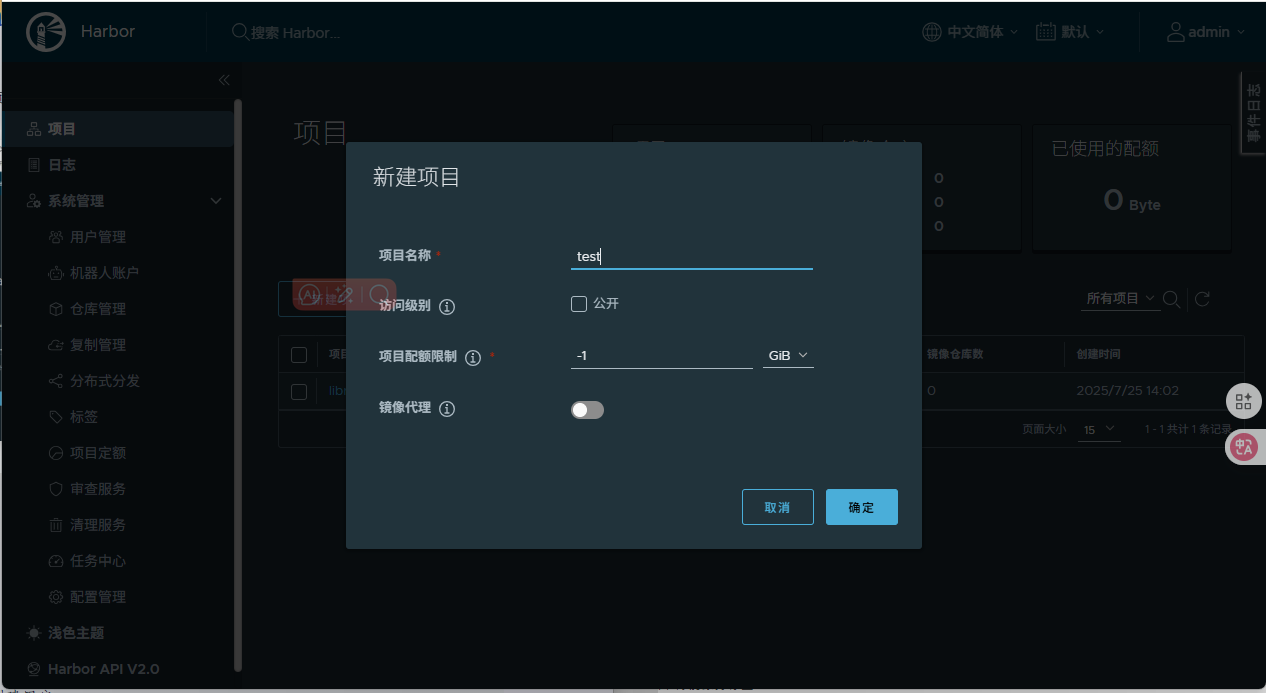 Harbor
搜索 Harbor...
中文简体
默认
admin
事件日志
项目
日志
系统管理
用户管理
机器人账户
仓库管理
复制管理
分布式分发
标签
项目定额
审查服务
清理服务
任务中心
配置管理
浅色主题
Harbor API V2.0
项目
已使用的配额
0
0
0
0 Byte
新建项目
项目名称 *
test
访问级别
公开
项目配额限制 *
-1
GiB
镜像代理
取消
确定
所有项目
镜像仓库数
创建时间
0
2025/7/25 14:02
页面大小
15
1 - 1 共计 1 条记录